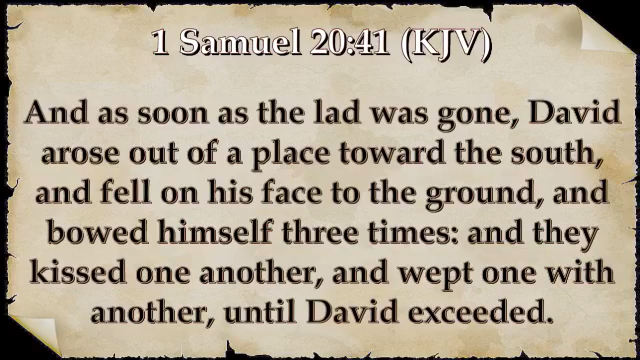 1 Samuel 20:41 (KJV)
And as soon as the lad was gone, David
arose out of a place toward the south,
and fell on his face to the ground, and
bowed himself three times: and they
kissed one another, and wept one with
another, until David exceeded.